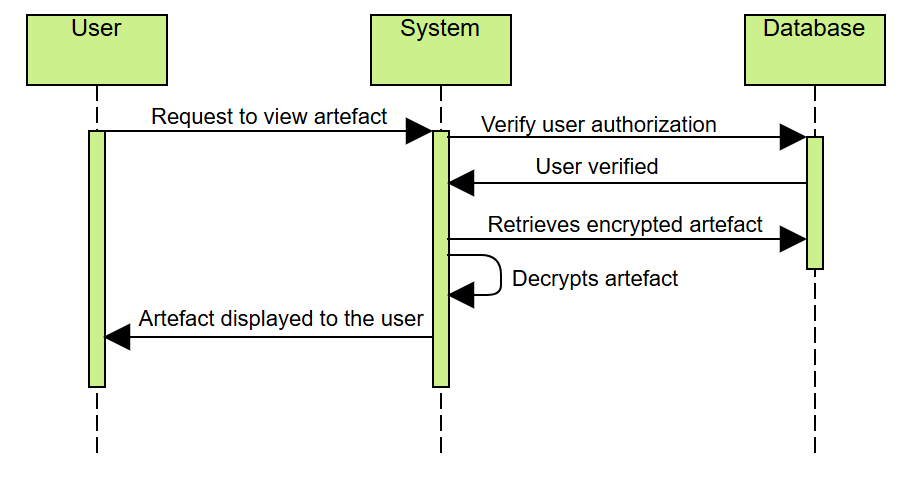 User
System
Database
Request to view artefact
Verify user authorization
User verified
Retrieves encrypted artefact
Decrypts artefact
Artefact displayed to the user